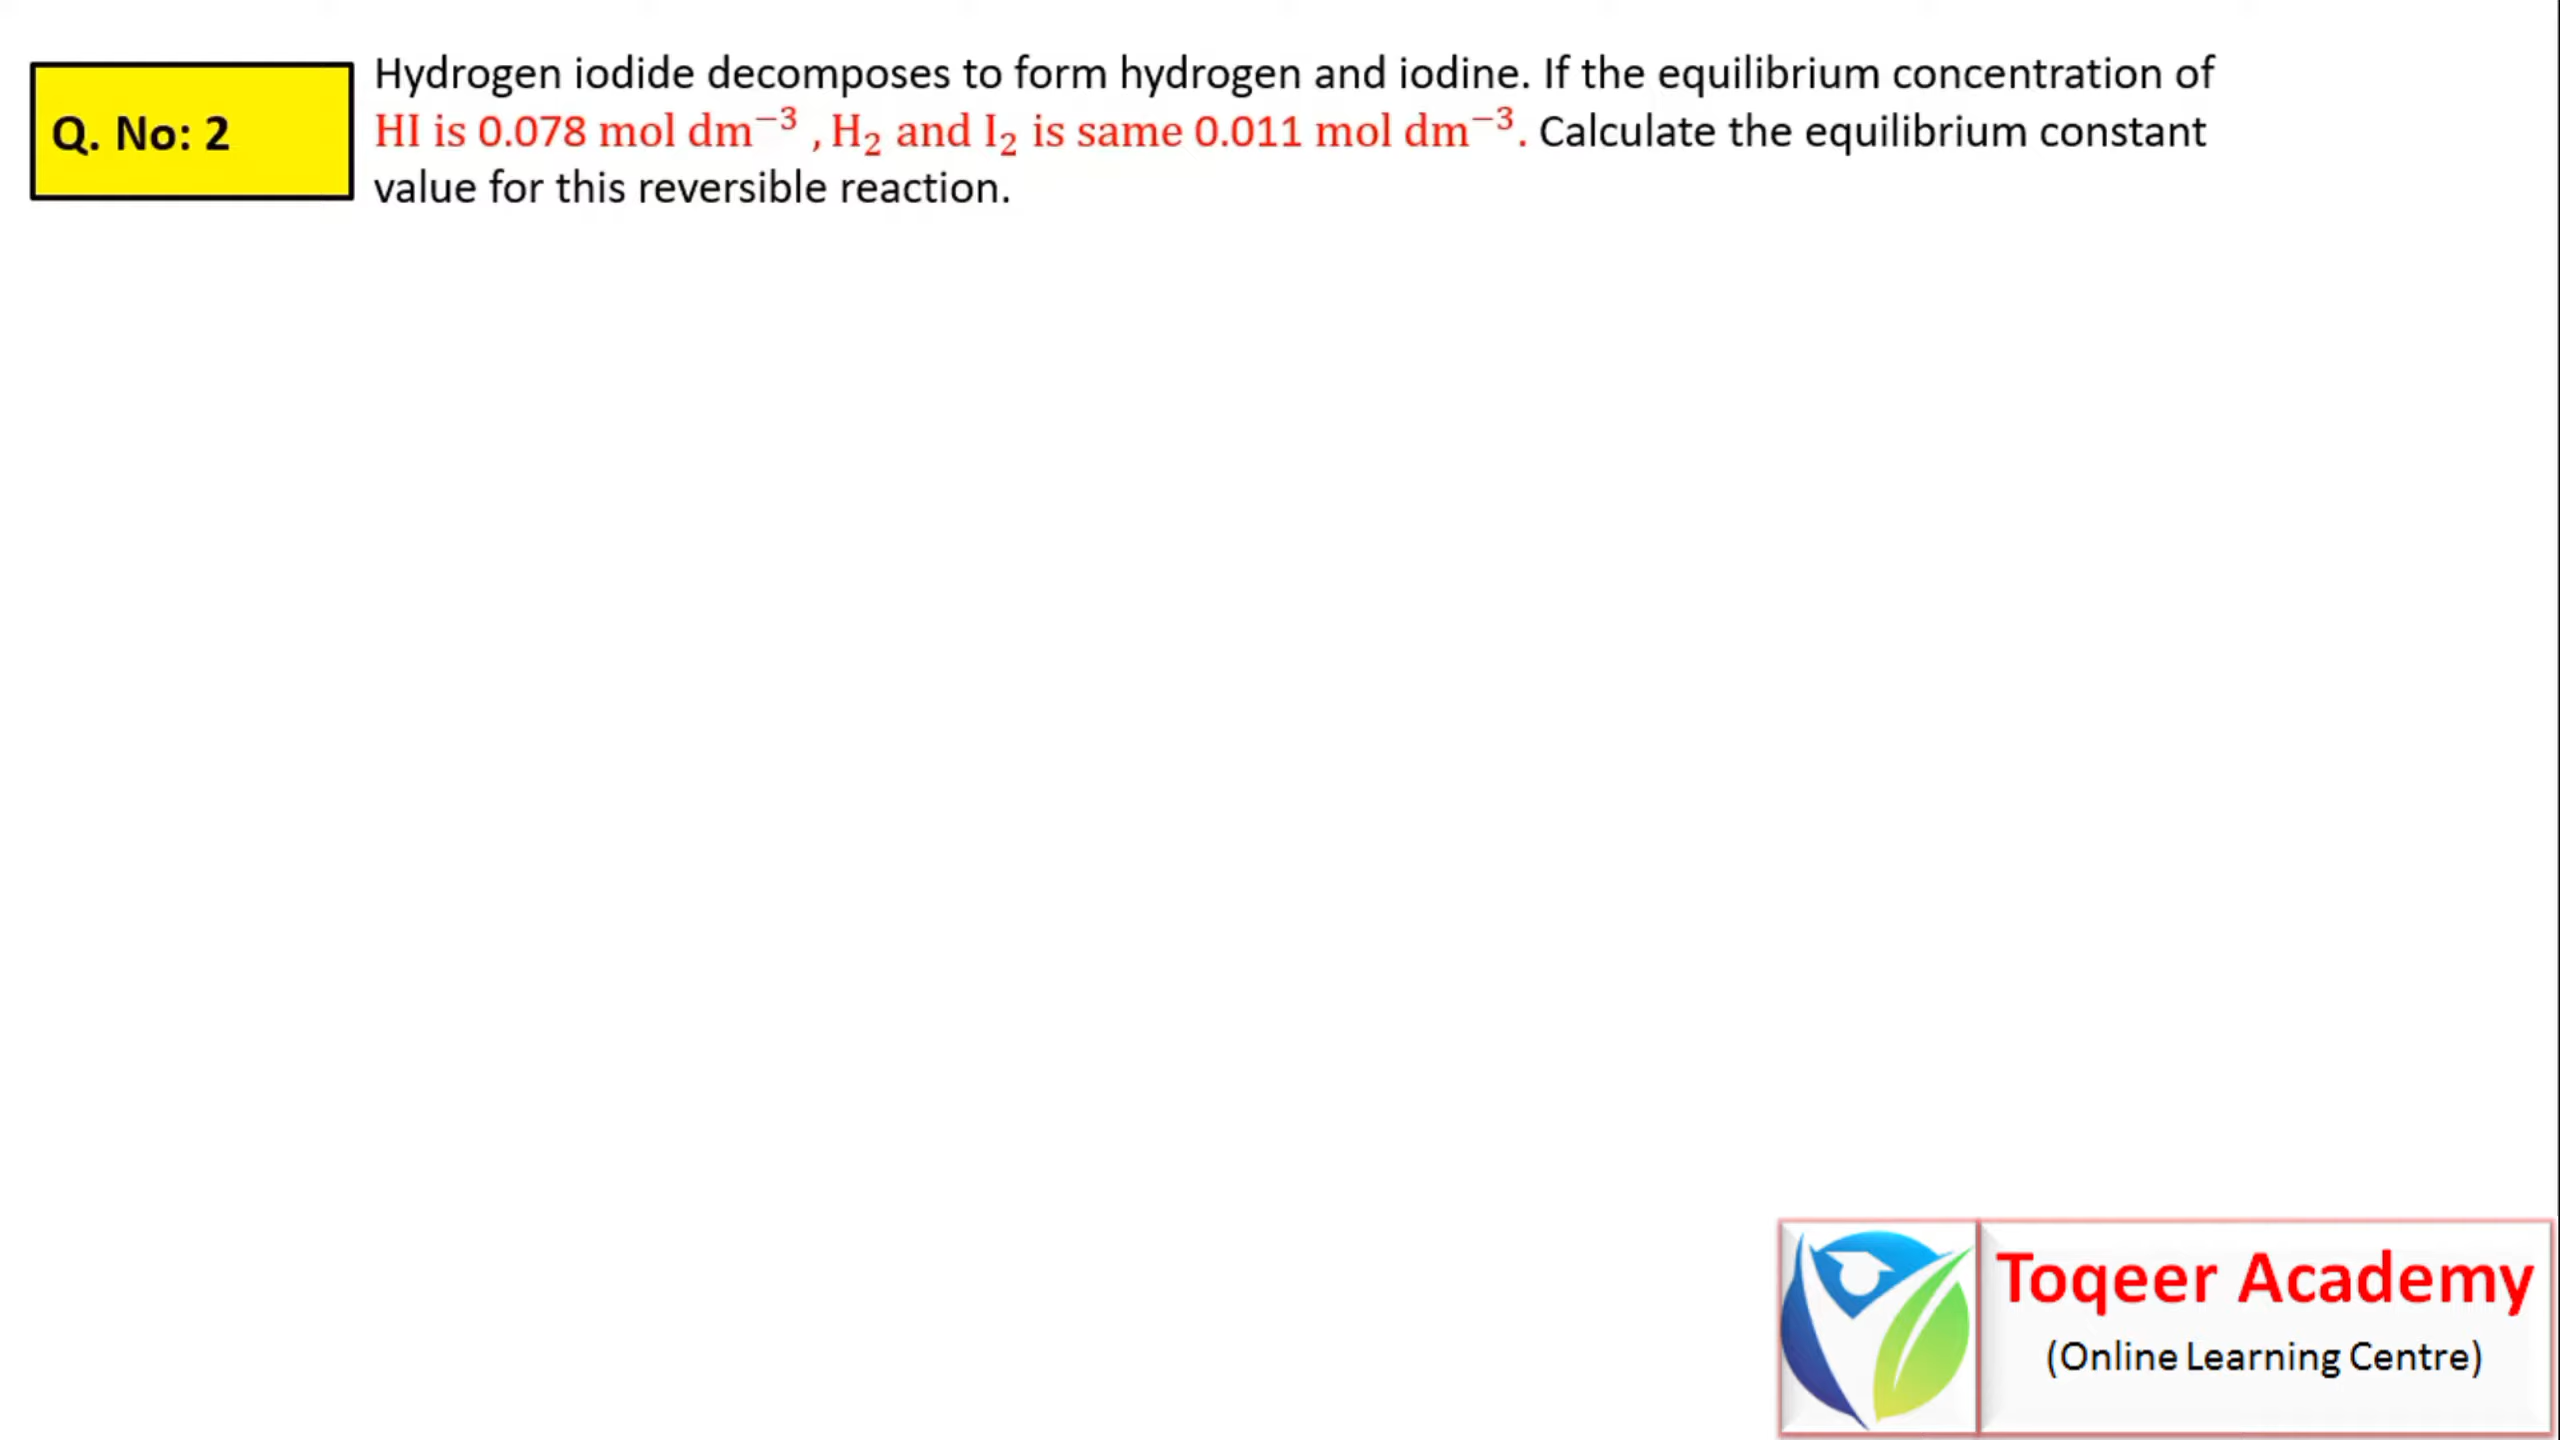 Q. No: 2
Hydrogen iodide decomposes to form hydrogen and iodine. If the equilibrium concentration of
HI is 0.078 mol dm⁻³ , H₂ and I₂ is same 0.011 mol dm⁻³. Calculate the equilibrium constant
value for this reversible reaction.
Toqeer Academy
(Online Learning Centre)